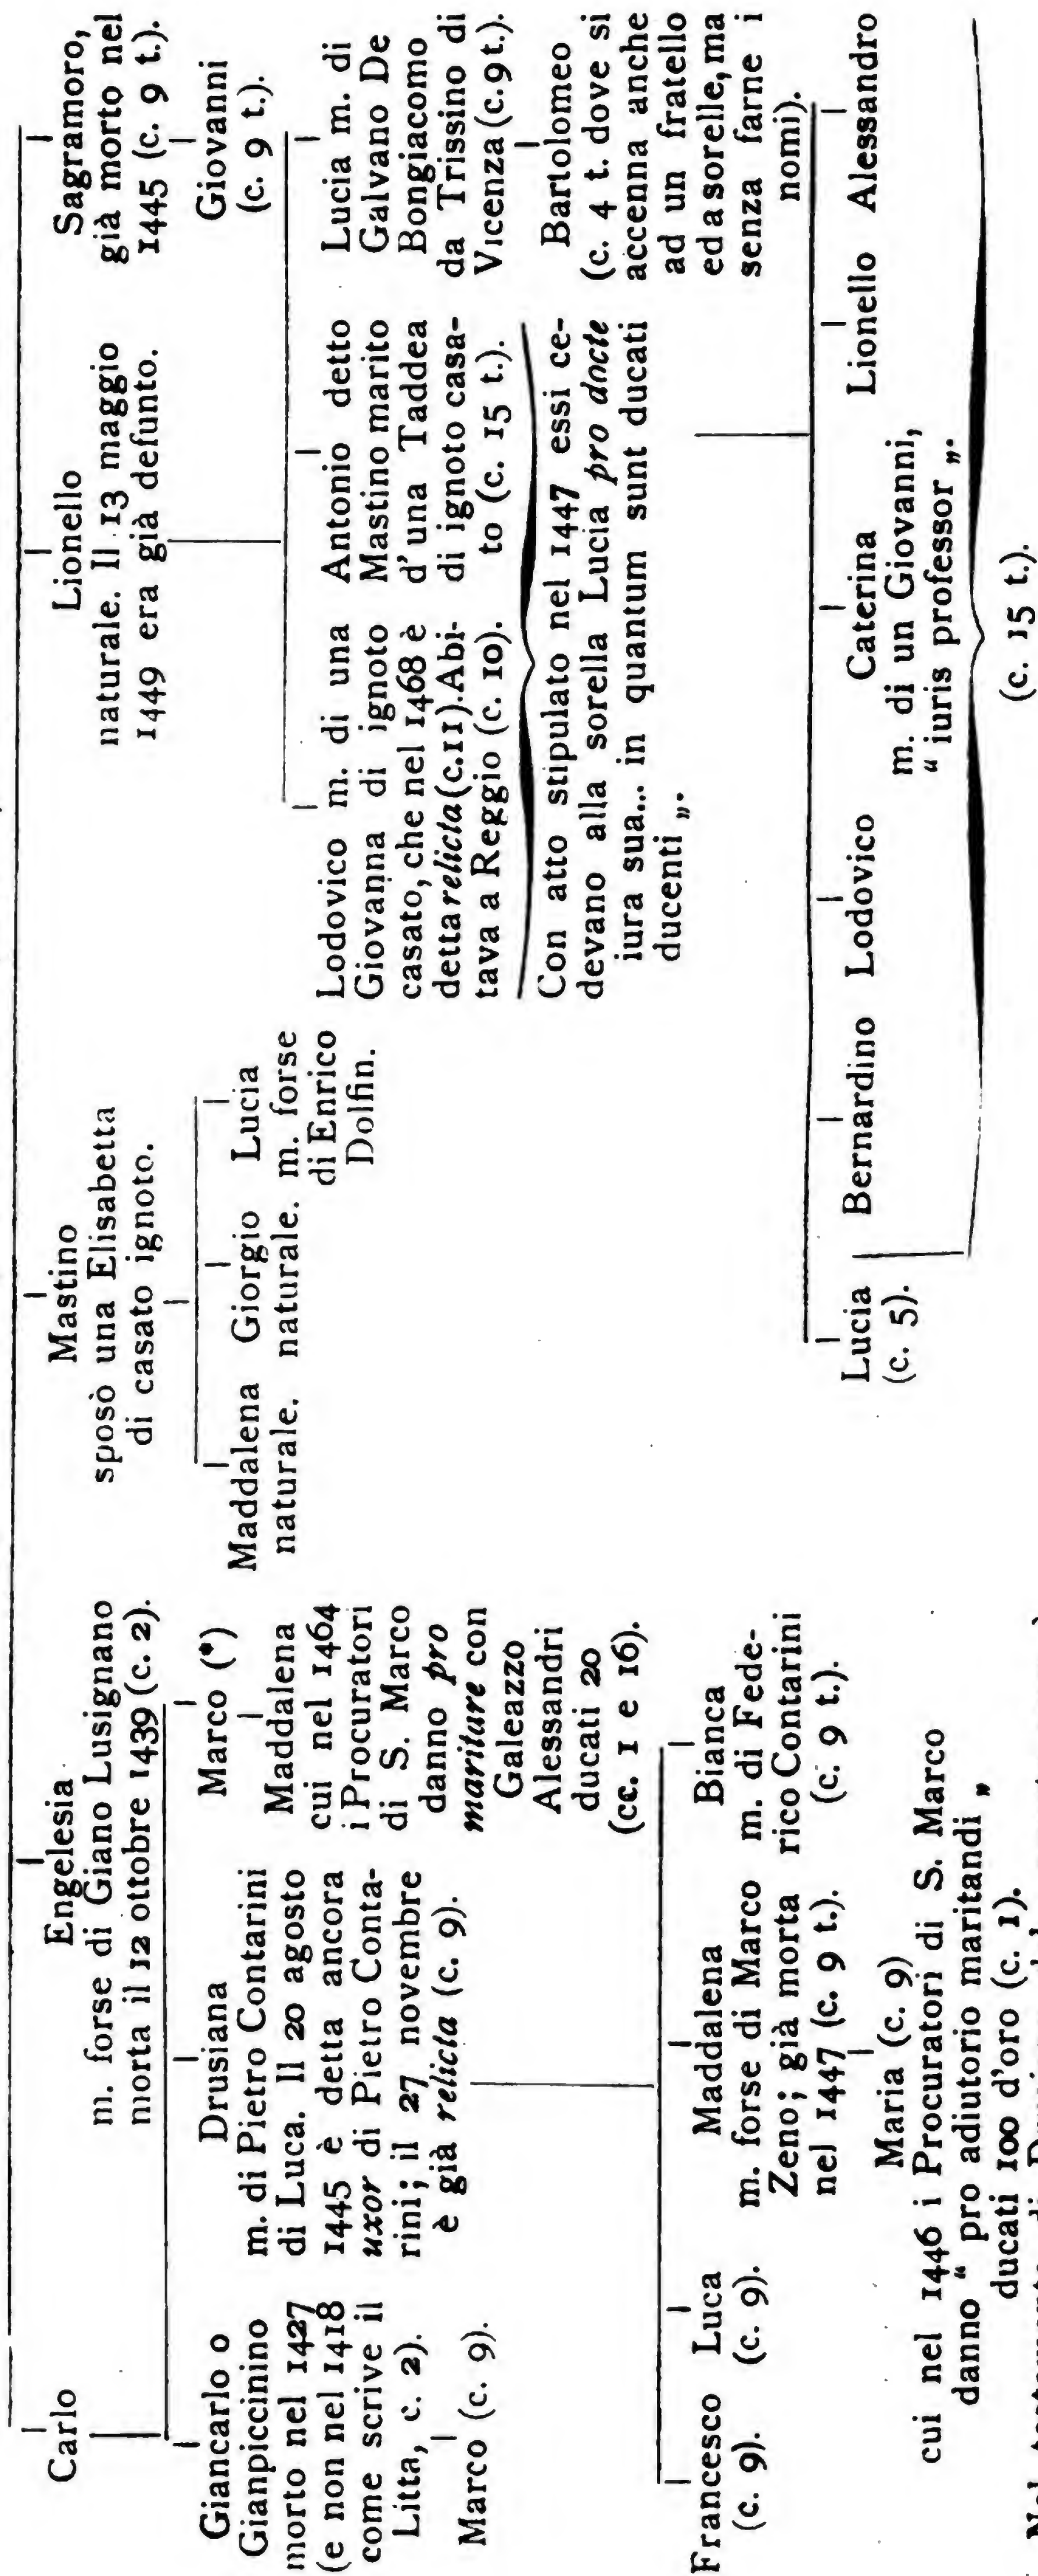 Carlo
Engelesia
m. forse di Giano Lusignano
morta il 12 ottobre 1439 (c. 2).
Mastino
sposò una Elisabetta
di casato ignoto.
Lionello
naturale. Il 13 maggio
1449 era già defunto.
Sagramoro,
già morto nel
1445 (c. 9 t.).
Giovanni
(c. 9 t.).
Giancarlo o
Gianpiccinino
morto nel 1427
(e non nel 1418
come scrive il
Litta, c. 2).
Marco (c. 9).
Drusiana
m. di Pietro Contarini
di Luca. Il 20 agosto
1445 è detta ancora
uxor di Pietro Conta-
rini; il 27 novembre
è già relicta (c. 9).
Marco (*)
Maddalena
cui nel 1464
i Procuratori
di S. Marco
danno pro
mariture con
Galeazzo
Alessandri
ducati 20
(cc. 1 e 16).
Maddalena
naturale.
Giorgio
naturale.
Lucia
m. forse
di Enrico
Dolfin.
Lodovico m. di una
Giovanna di ignoto
casato, che nel 1468 è
detta relicta (c. 11). Abi-
tava a Reggio (c. 10).
Antonio detto
Mastino marito
d'una Taddea
di ignoto casa-
to (c. 15 t.).
Lucia m. di
Galvano De
Bongiacomo
da Trissino di
Vicenza (c. 9 t.).
Bartolomeo
(c. 4 t. dove si
accenna anche
ad un fratello
ed a sorelle, ma
senza farne i
nomi).
Con atto stipulato nel 1447 essi ce-
devano alla sorella Lucia pro docte
iura sua... in quantum sunt ducati
ducenti „.
Francesco
(c. 9).
Luca
(c. 9).
Maddalena
m. forse di Marco
Zeno; già morta
nel 1447 (c. 9 t.).
Bianca
m. di Fede-
rico Contarini
(c. 9 t.).
Maria (c. 9)
cui nel 1446 i Procuratori di S. Marco
danno “ pro adiutorio maritandi „
ducati 100 d'oro (c. 1).
Lucia
(c. 5).
Bernardino
Lodovico
Caterina
m. di un Giovanni,
“ iuris professor „.
Lionello
Alessandro
(c. 15 t.).